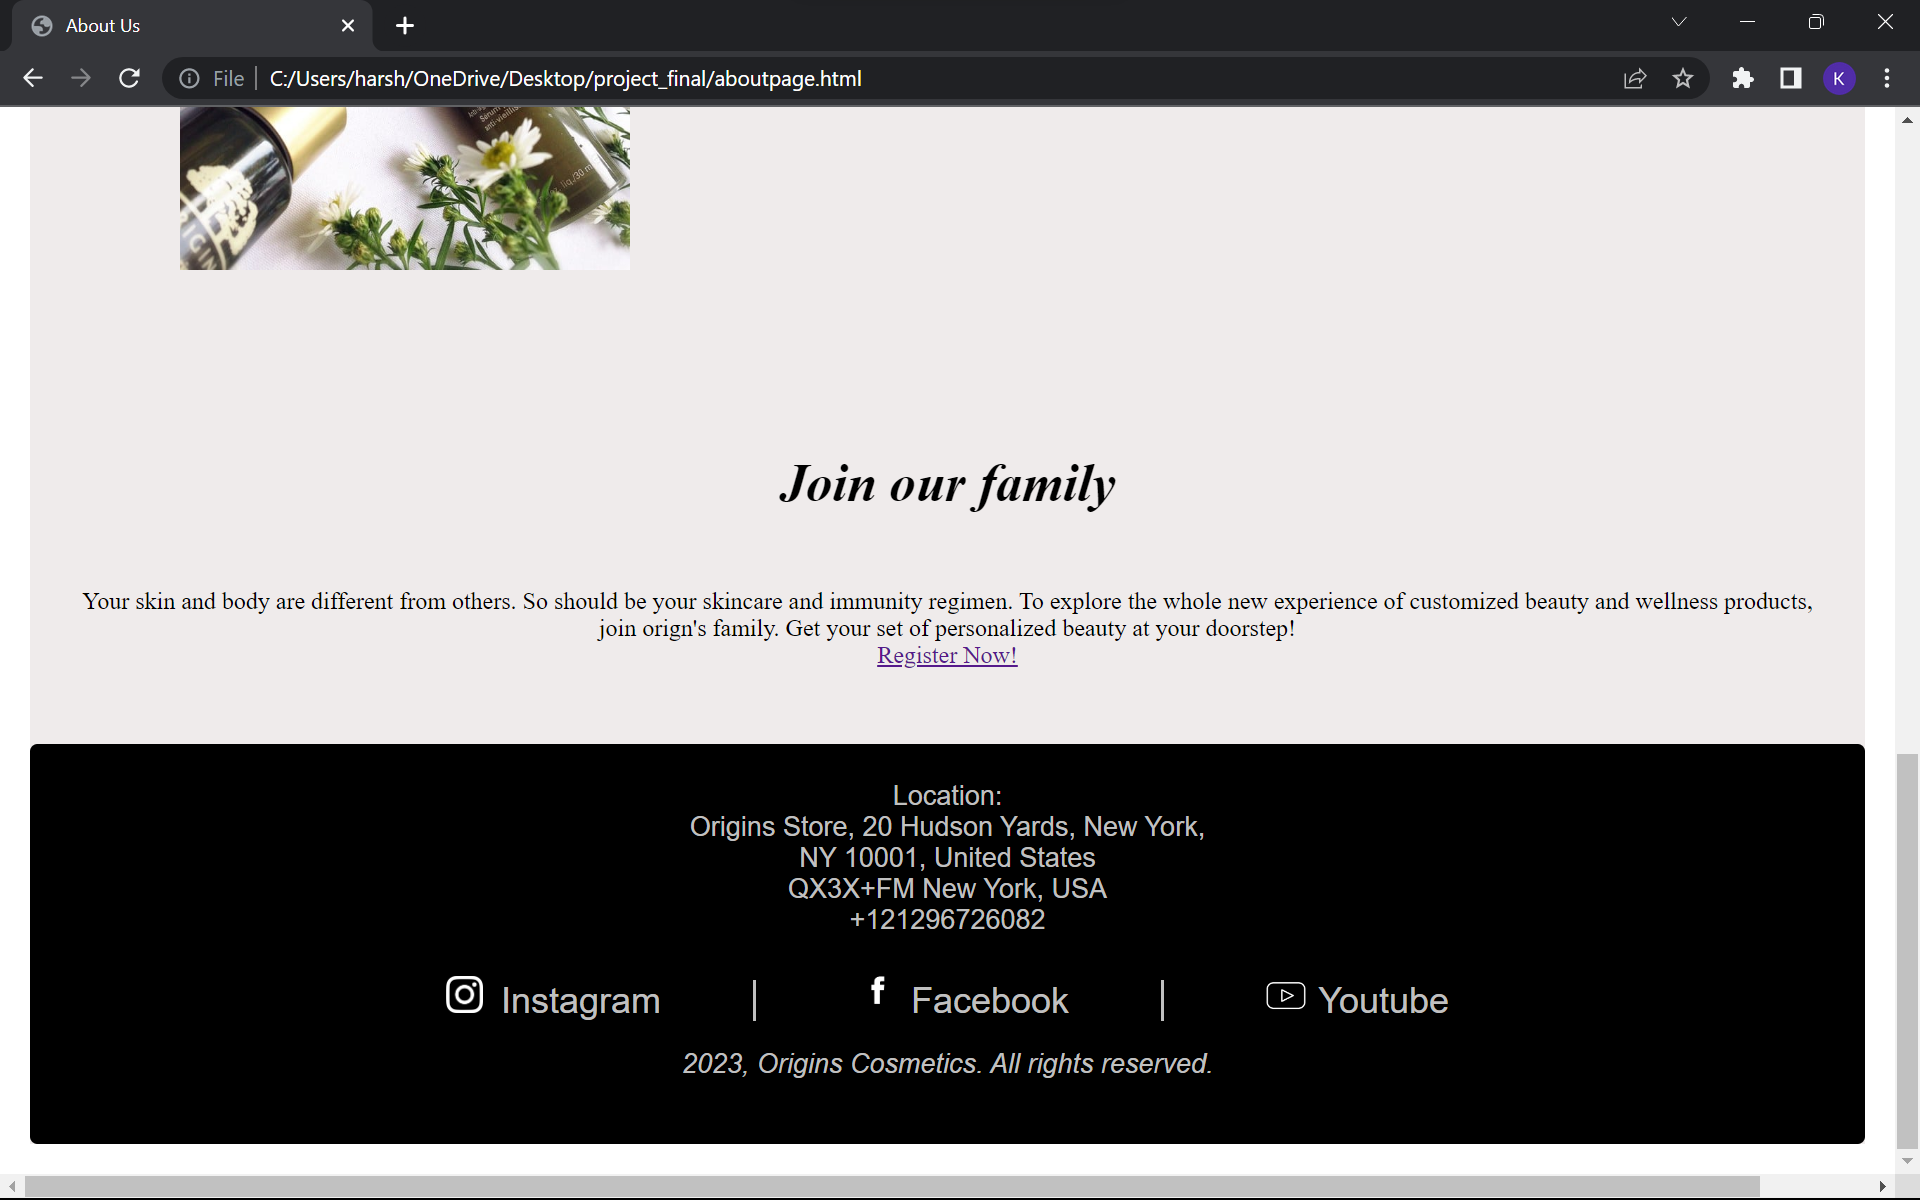 About Us
File
C:/Users/harsh/OneDrive/Desktop/project_final/aboutpage.html
K
Join our family
Your skin and body are different from others. So should be your skincare and immunity regimen. To explore the whole new experience of customized beauty and wellness products,
join orign's family. Get your set of personalized beauty at your doorstep!
Register Now!
Location:
Origins Store, 20 Hudson Yards, New York,
NY 10001, United States
QX3X+FM New York, USA
+121296726082
Instagram | Facebook | Youtube
2023, Origins Cosmetics. All rights reserved.